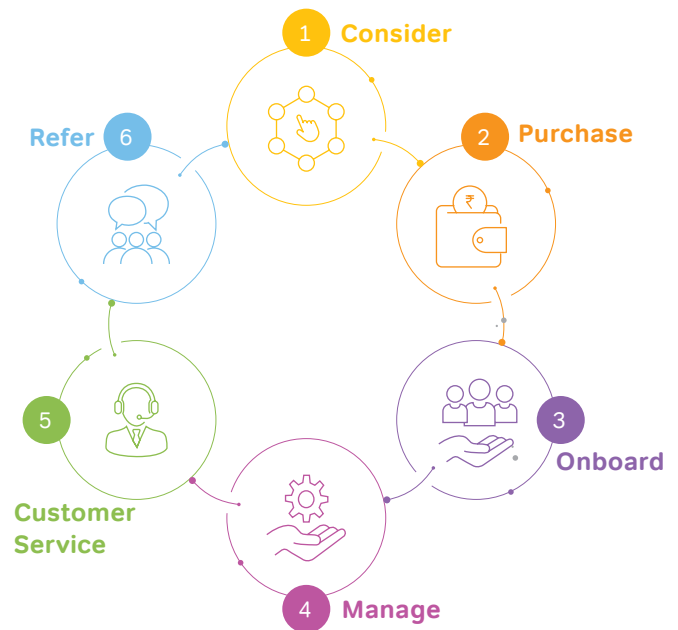 1 Consider
2 Purchase
₹
3
Onboard
4 Manage
5
Customer
Service
Refer 6